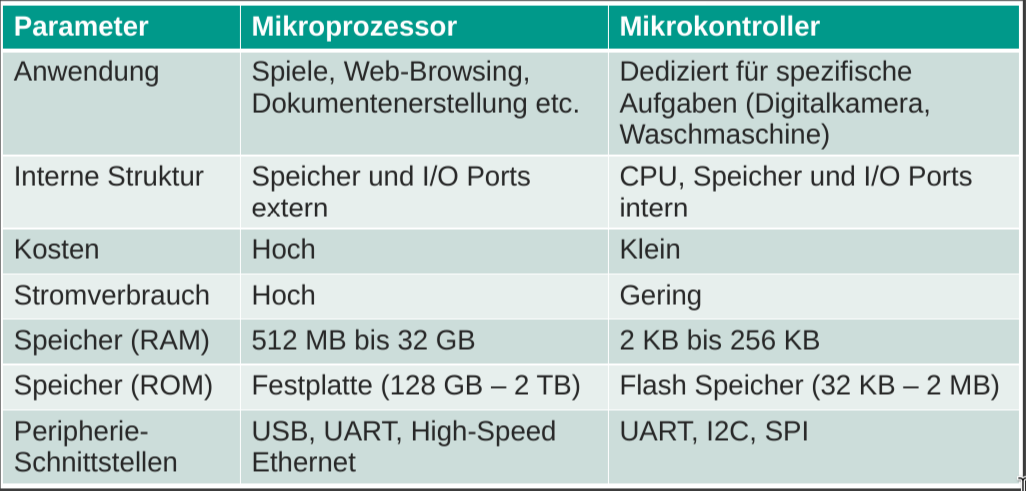 Parameter Mikroprozessor Mikrokontroller
Anwendung Spiele, Web-Browsing, Dediziert für spezifische
Dokumentenerstellung etc. Aufgaben (Digitalkamera,
Waschmaschine)
Interne Struktur Speicher und I/O Ports CPU, Speicher und I/O Ports
extern intern
Kosten Hoch Klein
Stromverbrauch Hoch Gering
Speicher (RAM) 512 MB bis 32 GB 2 KB bis 256 KB
Speicher (ROM) Festplatte (128 GB – 2 TB) Flash Speicher (32 KB – 2 MB)
Peripherie- USB, UART, High-Speed UART, I2C, SPI
Schnittstellen Ethernet